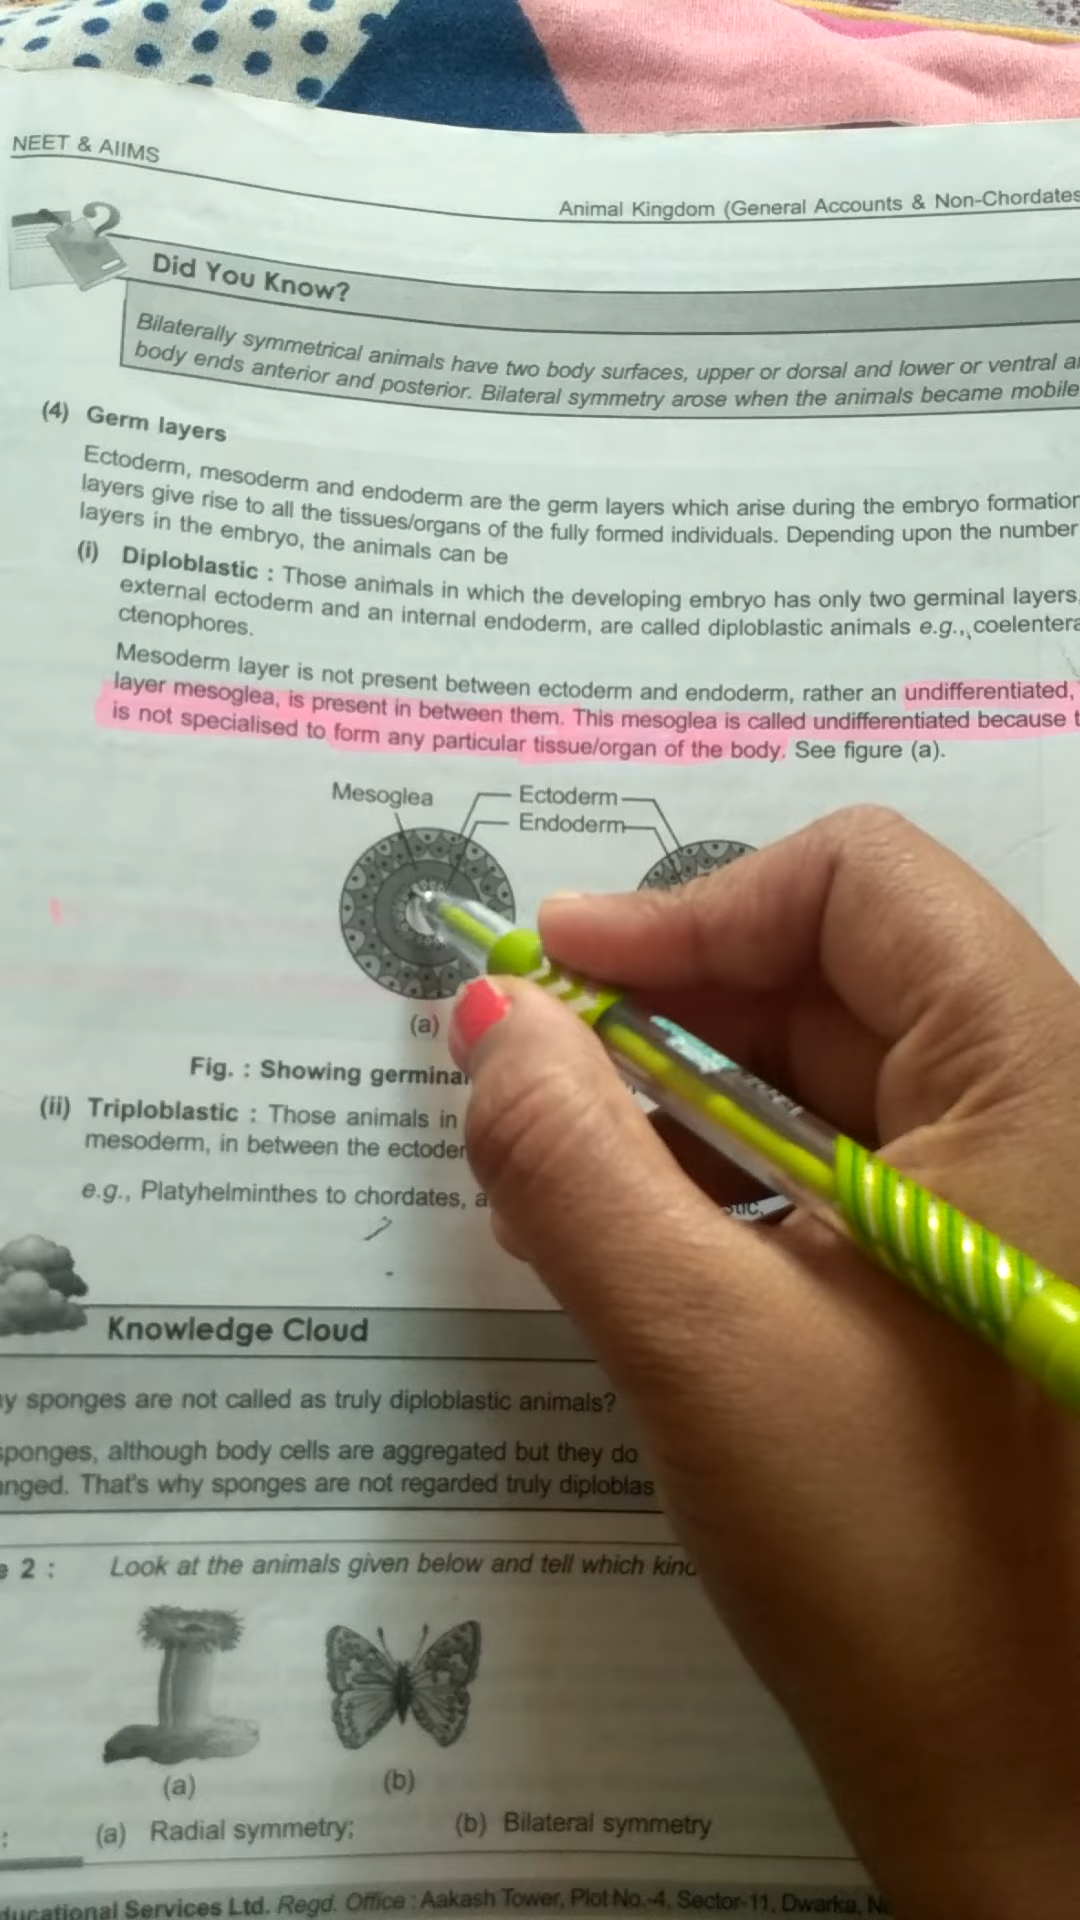 NEET & AIIMS
Animal Kingdom (General Accounts & Non-Chordates
Did You Know?
Bilaterally symmetrical animals have two body surfaces, upper or dorsal and lower or ventral
body ends anterior and posterior. Bilateral symmetry arose when the animals became mobile
(4) Germ layers
Ectoderm, mesoderm and endoderm are the germ layers which arise during the embryo formation
layers give rise to all the tissues/organs of the fully formed individuals. Depending upon the number
layers in the embryo, the animals can be
(i) Diploblastic : Those animals in which the developing embryo has only two germinal layers,
external ectoderm and an internal endoderm, are called diploblastic animals e.g., coelentera
ctenophores.
Mesoderm layer is not present between ectoderm and endoderm, rather an undifferentiated,
layer mesoglea, is present in between them. This mesoglea is called undifferentiated because
is not specialised to form any particular tissue/organ of the body. See figure (a).
Mesoglea
Ectoderm
Endoderm
(a)
Fig. : Showing germinal
(ii) Triploblastic : Those animals in
mesoderm, in between the ectoder
e.g., Platyhelminthes to chordates,
Knowledge Cloud
y sponges are not called as truly diploblastic animals?
sponges, although body cells are aggregated but they do
anged. That's why sponges are not regarded truly diploblas
2 : Look at the animals given below and tell which kind
(a)
(b)
: (a) Radial symmetry; (b) Bilateral symmetry
ducational Services Ltd. Regd. Office : Aakash Tower, Plot No.-4, Sector-11, Dwarka,